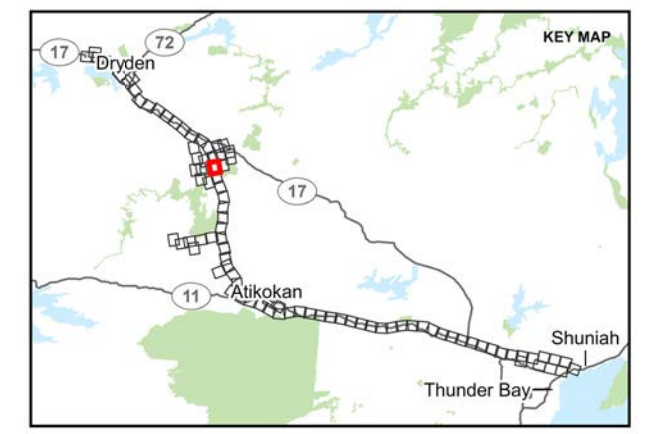 KEY MAP
72
17
Dryden
17
11
Atikokan
Shuniah
Thunder Bay